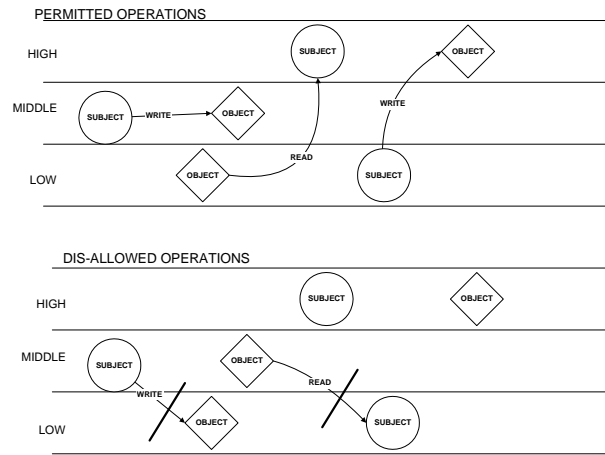 PERMITTED OPERATIONS
HIGH
SUBJECT
OBJECT
MIDDLE
SUBJECT
WRITE
OBJECT
WRITE
LOW
OBJECT
READ
SUBJECT
DIS-ALLOWED OPERATIONS
HIGH
SUBJECT
OBJECT
MIDDLE
SUBJECT
OBJECT
READ
WRITE
LOW
OBJECT
SUBJECT